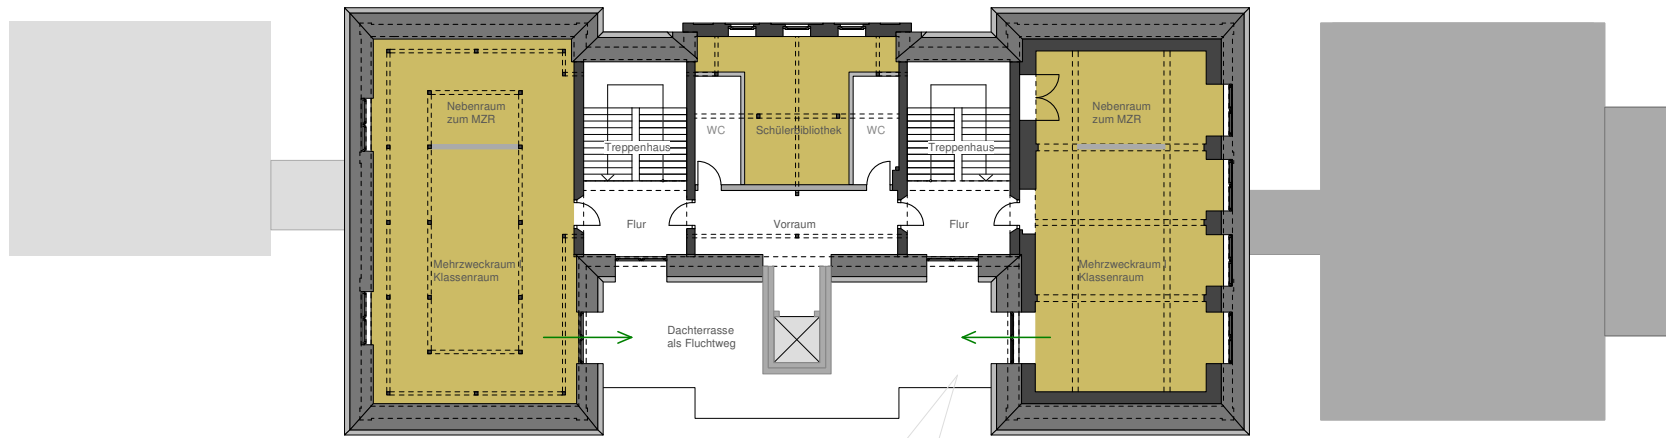 Nebenraum
zum MZR
WC
Schülerbibliothek
WC
Nebenraum
zum MZR
Treppenhaus
Treppenhaus
Flur
Vorraum
Flur
Mehrzweckraum
Klassenraum
Mehrzweckraum
Klassenraum
Dachterrasse
als Fluchtweg